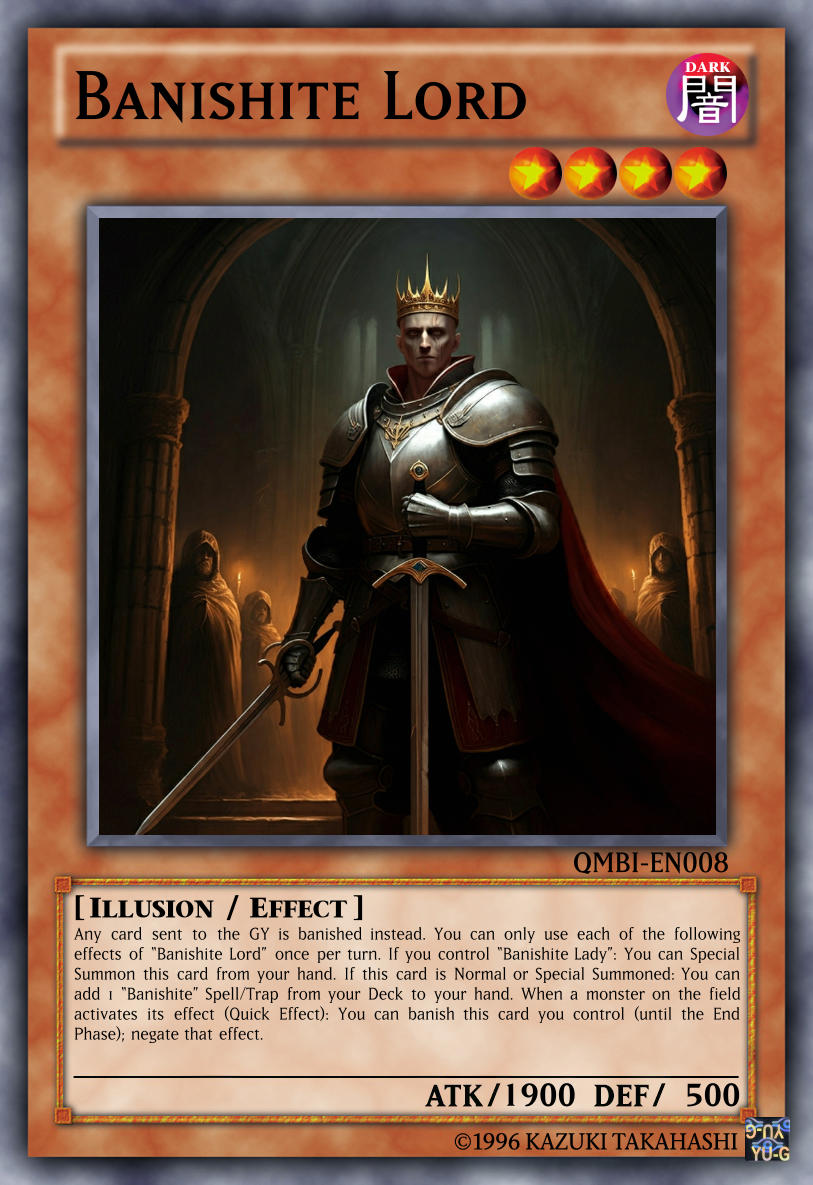 Banishite Lord
DARK
闇
QMBI-EN008
[ Illusion / Effect ]
Any card sent to the GY is banished instead. You can only use each of the following
effects of "Banishite Lord" once per turn. If you control "Banishite Lady": You can Special
Summon this card from your hand. If this card is Normal or Special Summoned: You can
add 1 "Banishite" Spell/Trap from your Deck to your hand. When a monster on the field
activates its effect (Quick Effect): You can banish this card you control (until the End
Phase); negate that effect.
ATK/1900 DEF/ 500
©1996 KAZUKI TAKAHASHI
YU-G